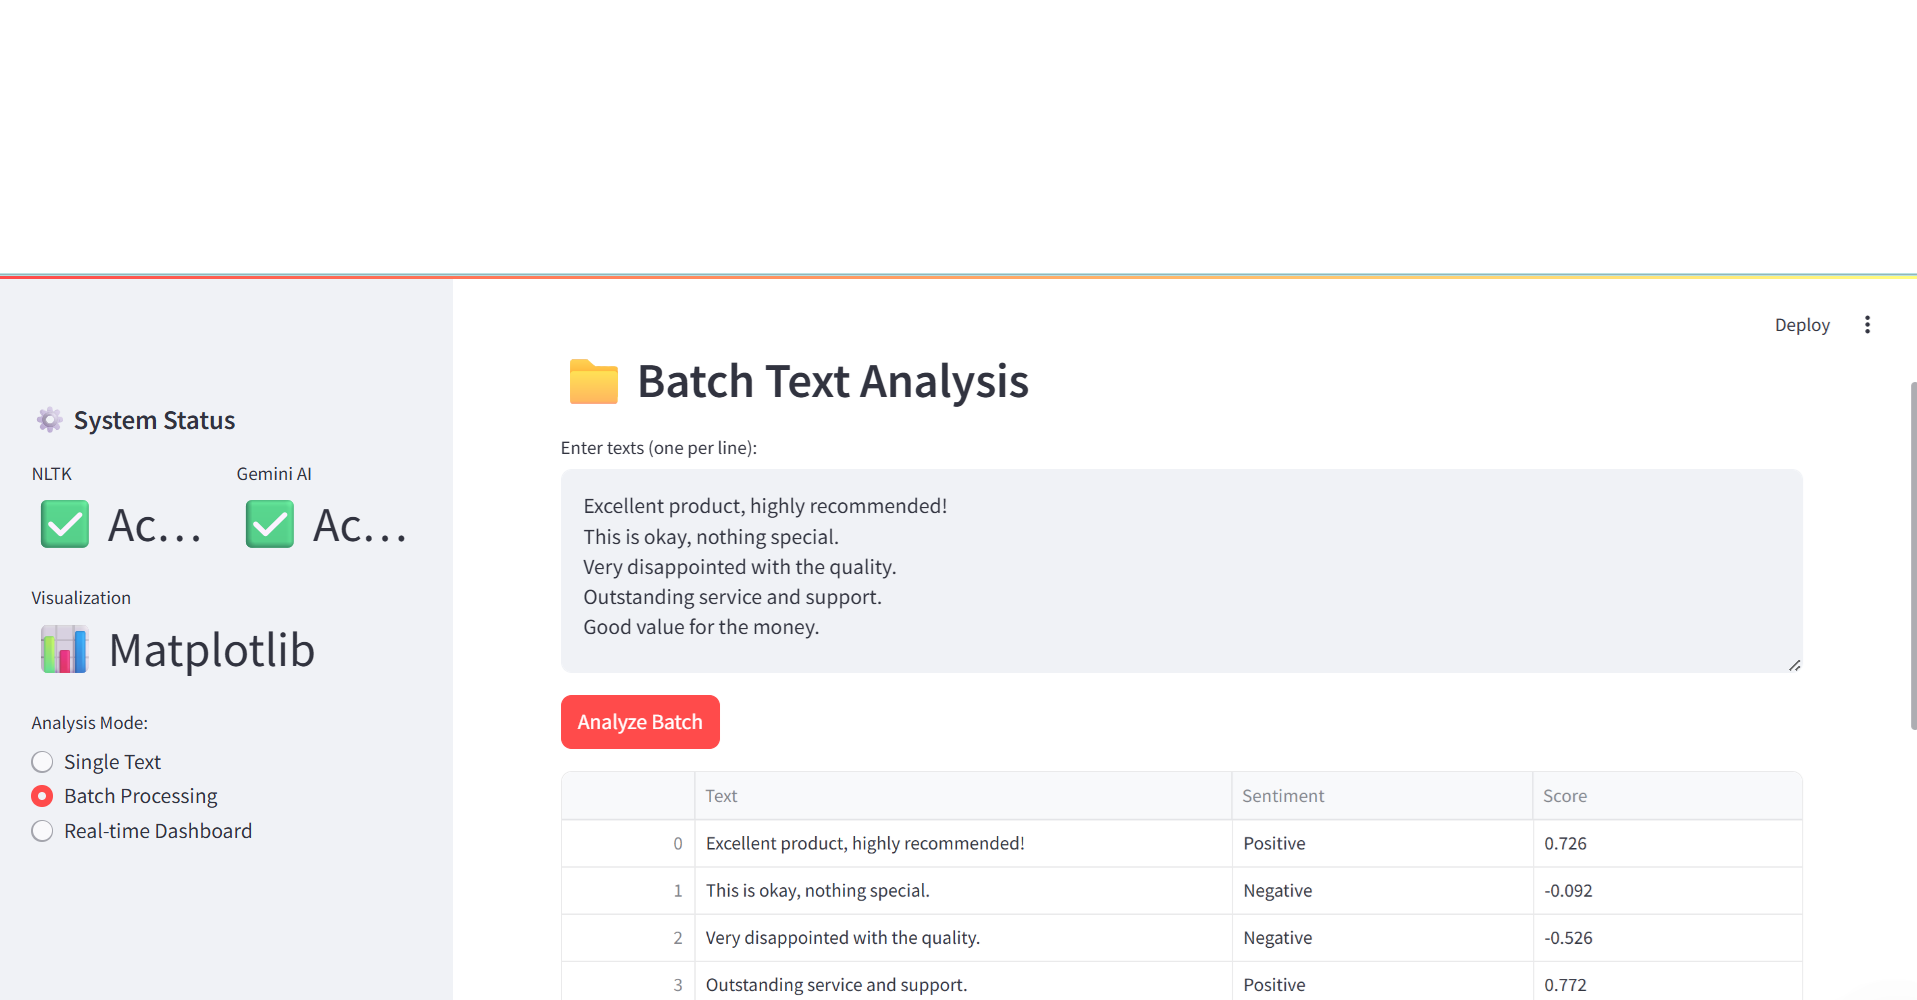 Deploy
System Status
NLTK
Gemini AI
Ac...
Ac...
Visualization
Matplotlib
Analysis Mode:
Single Text
Batch Processing
Real-time Dashboard
Batch Text Analysis
Enter texts (one per line):
Excellent product, highly recommended!
This is okay, nothing special.
Very disappointed with the quality.
Outstanding service and support.
Good value for the money.
Analyze Batch
Text Sentiment Score
0 Excellent product, highly recommended! Positive 0.726
1 This is okay, nothing special. Negative -0.092
2 Very disappointed with the quality. Negative -0.526
3 Outstanding service and support. Positive 0.772